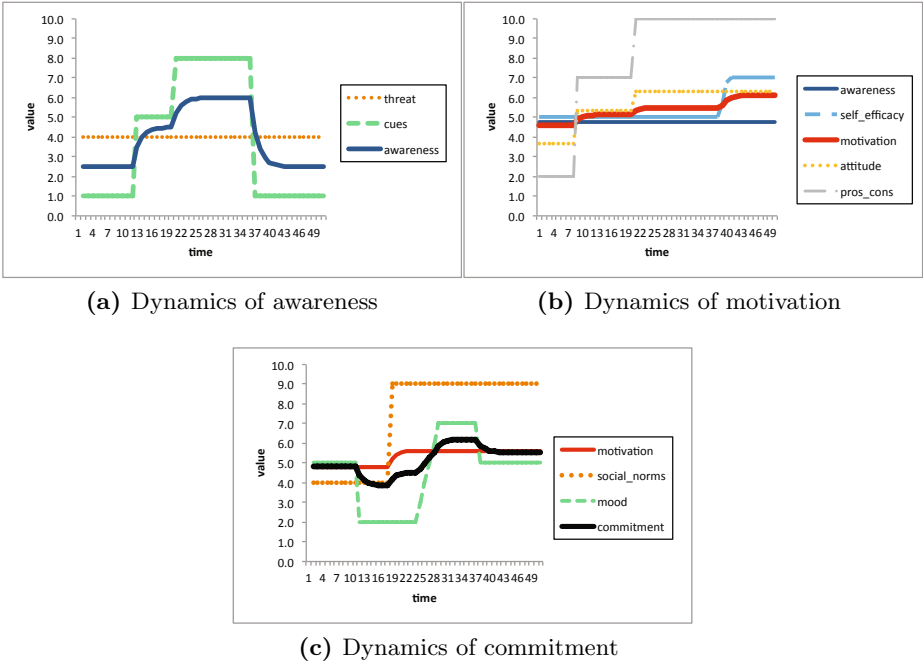 10.0
9.0
8.0
7.0
6.0
5.0
4.0
3.0
2.0
1.0
0.0
value
1 4 7 10 13 16 19 22 25 28 31 34 37 40 43 46 49
time
threat
cues
awareness
(a) Dynamics of awareness
10.0
9.0
8.0
7.0
6.0
5.0
4.0
3.0
2.0
1.0
0.0
value
1 4 7 10 13 16 19 22 25 28 31 34 37 40 43 46 49
time
awareness
self_efficacy
motivation
attitude
pros_cons
(b) Dynamics of motivation
10.0
9.0
8.0
7.0
6.0
5.0
4.0
3.0
2.0
1.0
0.0
value
1 4 7 10 13 16 19 22 25 28 31 34 37 40 43 46 49
time
motivation
social_norms
mood
commitment
(c) Dynamics of commitment